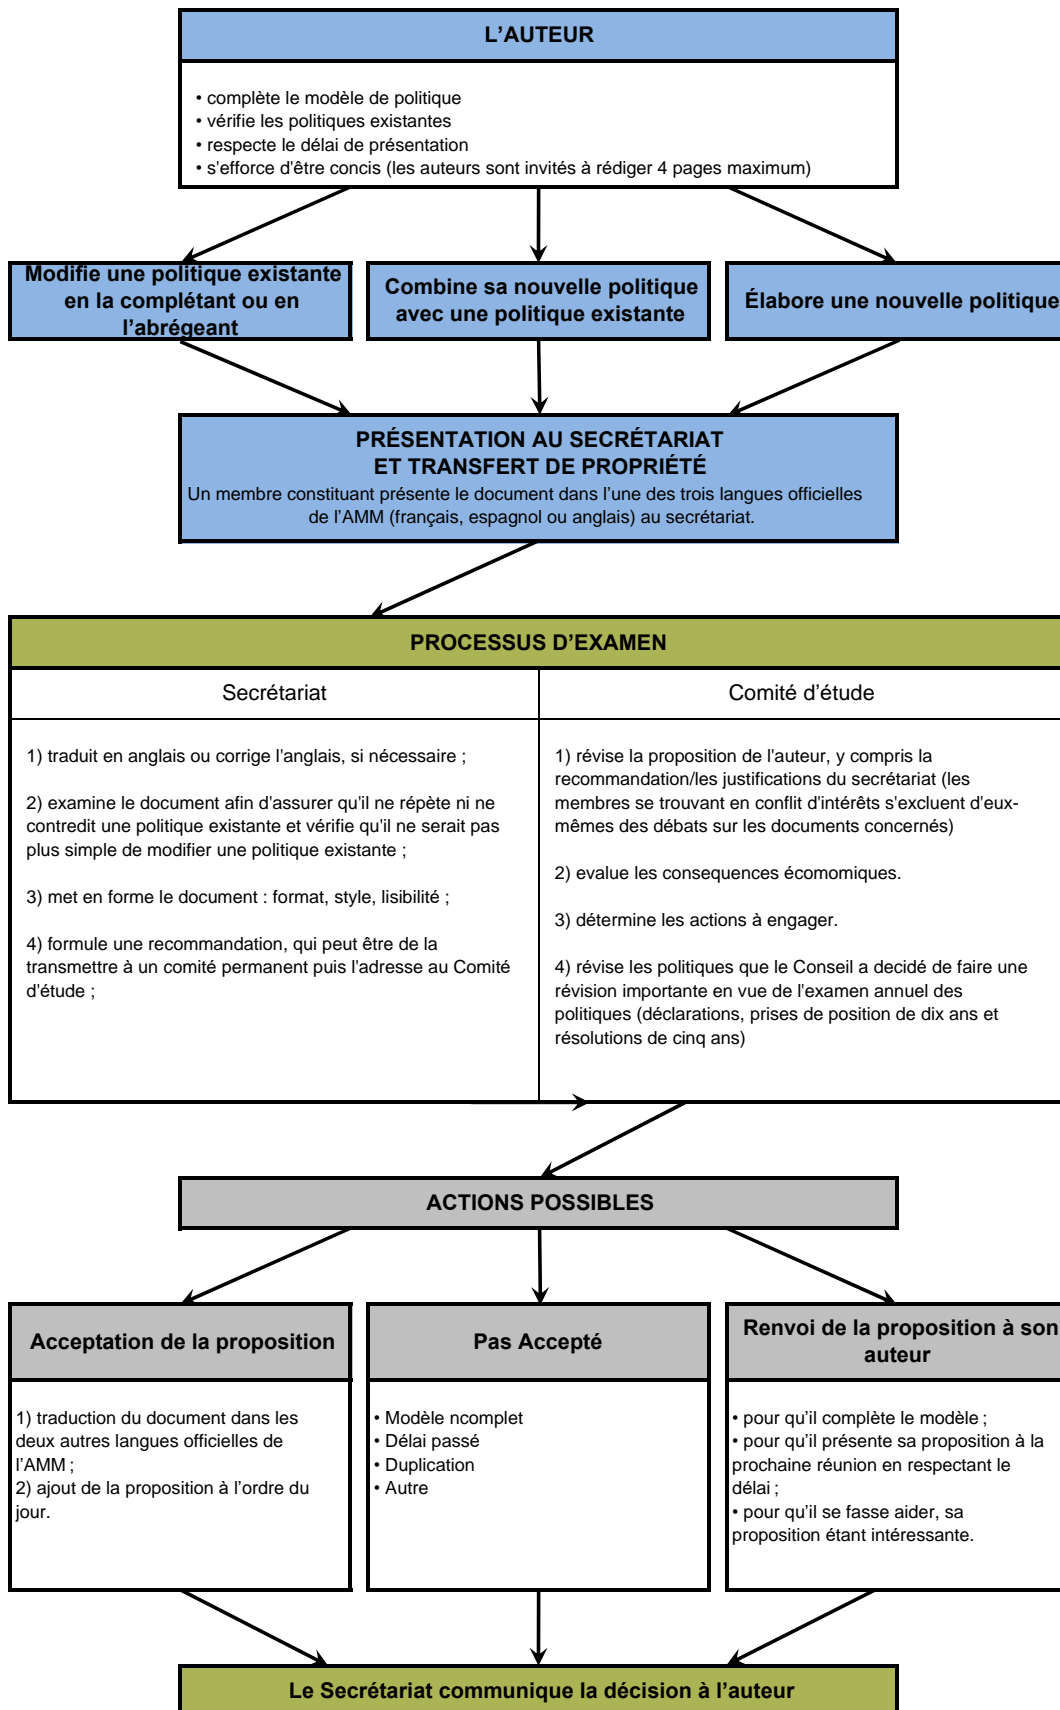 L’AUTEUR
• complète le modèle de politique
• vérifie les politiques existantes
• respecte le délai de présentation
• s'efforce d'être concis (les auteurs sont invités à rédiger 4 pages maximum)
Modifie une politique existante
en la complétant ou en
l’abrégeant
Combine sa nouvelle politique
avec une politique existante
Élabore une nouvelle politique
PRÉSENTATION AU SECRÉTARIAT
ET TRANSFERT DE PROPRIÉTÉ
Un membre constituant présente le document dans l’une des trois langues officielles
de l’AMM (français, espagnol ou anglais) au secrétariat.
PROCESSUS D’EXAMEN
Secrétariat
1) traduit en anglais ou corrige l'anglais, si nécessaire ;
2) examine le document afin d'assurer qu'il ne répète ni ne
contredit une politique existante et vérifie qu'il ne serait pas
plus simple de modifier une politique existante ;
3) met en forme le document : format, style, lisibilité ;
4) formule une recommandation, qui peut être de la
transmettre à un comité permanent puis l'adresse au Comité
d'étude ;
Comité d’étude
1) révise la proposition de l'auteur, y compris la
recommandation/les justifications du secrétariat (les
membres se trouvant en conflit d'intérêts s'excluent d'eux-
mêmes des débats sur les documents concernés)
2) evalue les consequences écomomiques.
3) détermine les actions à engager.
4) révise les politiques que le Conseil a decidé de faire une
révision importante en vue de l'examen annuel des
politiques (déclarations, prises de position de dix ans et
résolutions de cinq ans)
ACTIONS POSSIBLES
Acceptation de la proposition
1) traduction du document dans les
deux autres langues officielles de
l’AMM ;
2) ajout de la proposition à l’ordre du
jour.
Pas Accepté
• Modèle ncomplet
• Délai passé
• Duplication
• Autre
Renvoi de la proposition à son
auteur
• pour qu’il complète le modèle ;
• pour qu’il présente sa proposition à la
prochaine réunion en respectant le
délai ;
• pour qu’il se fasse aider, sa
proposition étant intéressante.
Le Secrétariat communique la décision à l’auteur